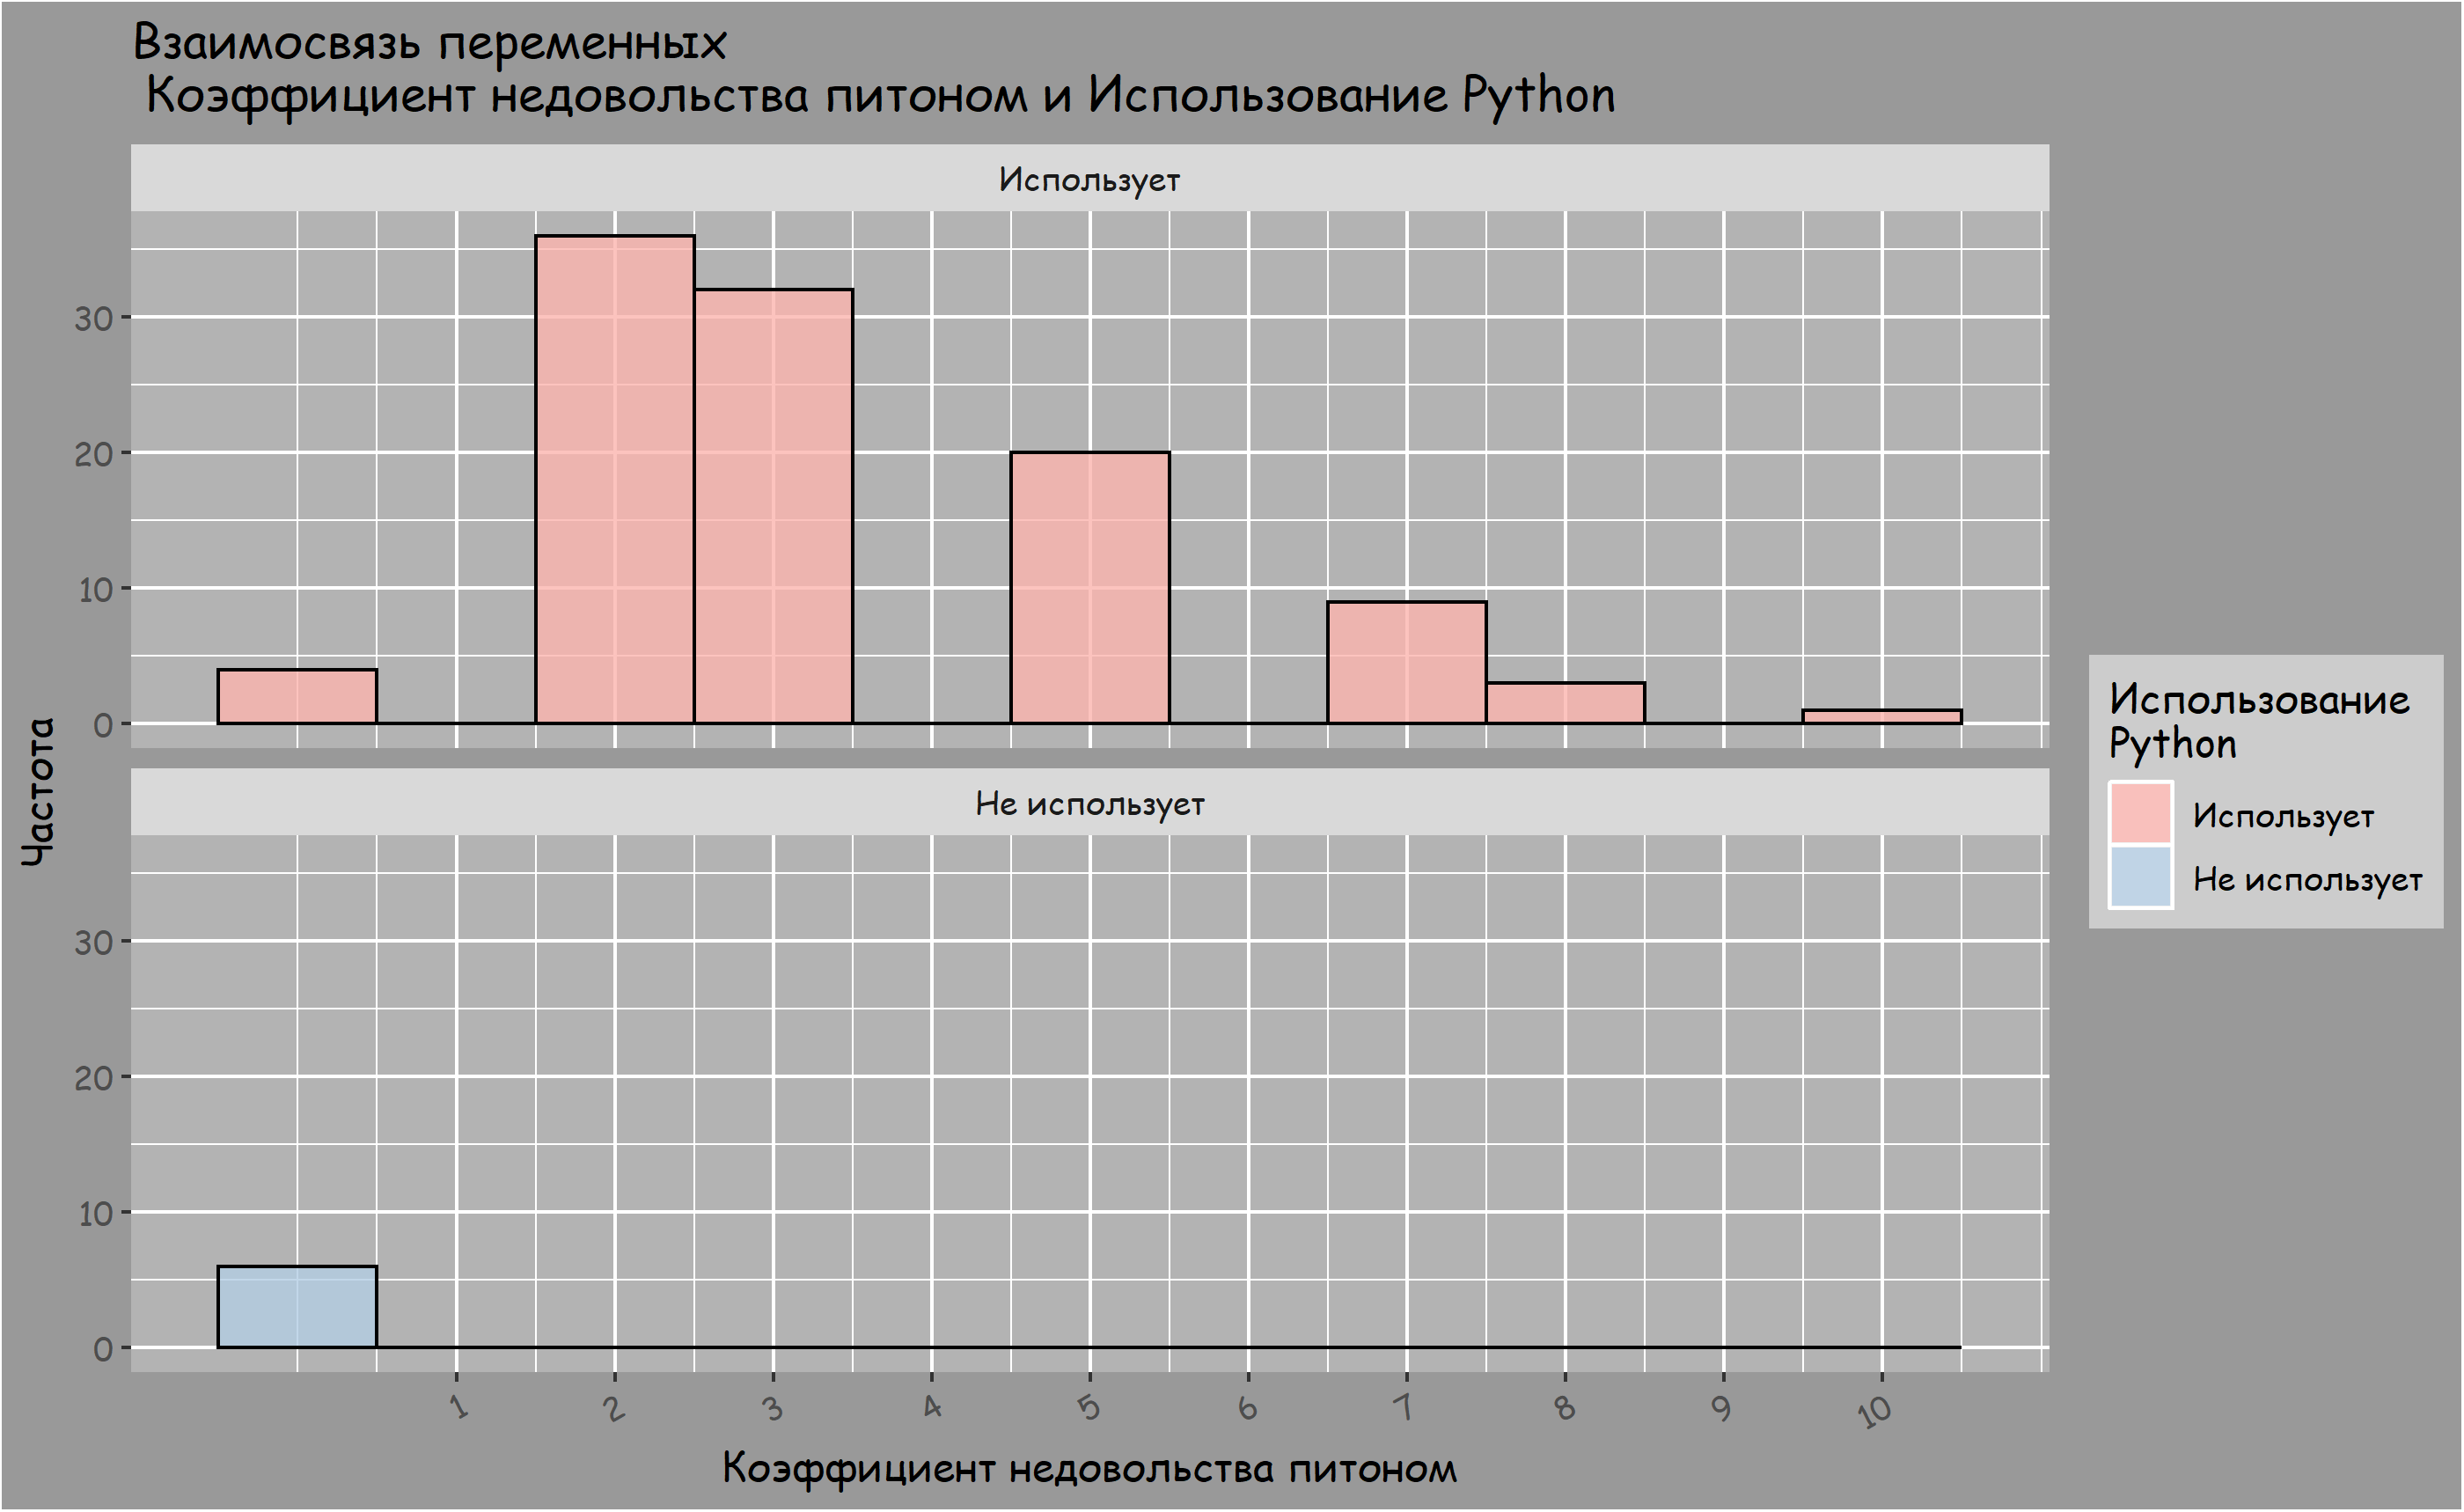 Взаимосвязь переменных
Коэффициент недовольства питоном и Использование Python
Использует
30
20
10
0
Частота
Не использует
30
20
10
0
1 2 3 4 5 6 7 8 9 10
Коэффициент недовольства питоном
Использование
Python
Использует
Не использует